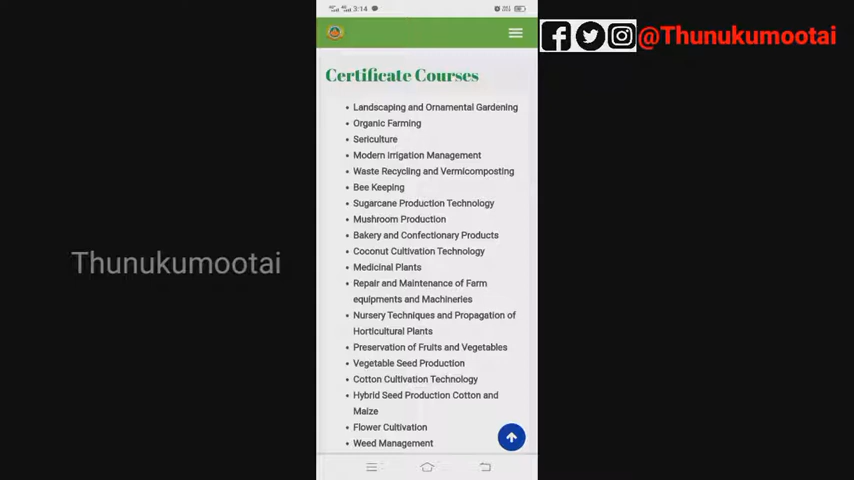 3:14
@Thunukumootai
Certificate Courses
Landscaping and Ornamental Gardening
Organic Farming
Sericulture
Modern Irrigation Management
Waste Recycling and Vermicomposting
Bee Keeping
Sugarcane Production Technology
Mushroom Production
Bakery and Confectionary Products
Coconut Cultivation Technology
Medicinal Plants
Repair and Maintenance of Farm
equipments and Machineries
Nursery Techniques and Propagation of
Horticultural Plants
Preservation of Fruits and Vegetables
Vegetable Seed Production
Cotton Cultivation Technology
Hybrid Seed Production Cotton and
Maize
Flower Cultivation
Weed Management
Thunukumootai